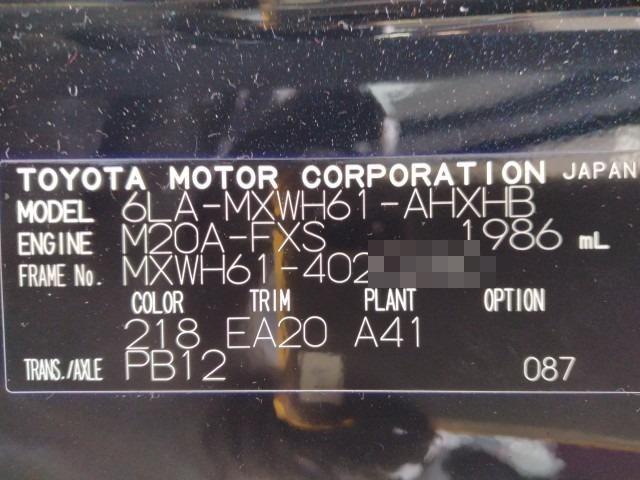 TOYOTA MOTOR CORPORATION JAPAN
MODEL 6LA-MXWH61-AHXHB
ENGINE M20A-FXS 1986 mL
FRAME No. MXWH61-402
COLOR TRIM PLANT OPTION
218 EA20 A41
TRANS./AXLE PB12 087